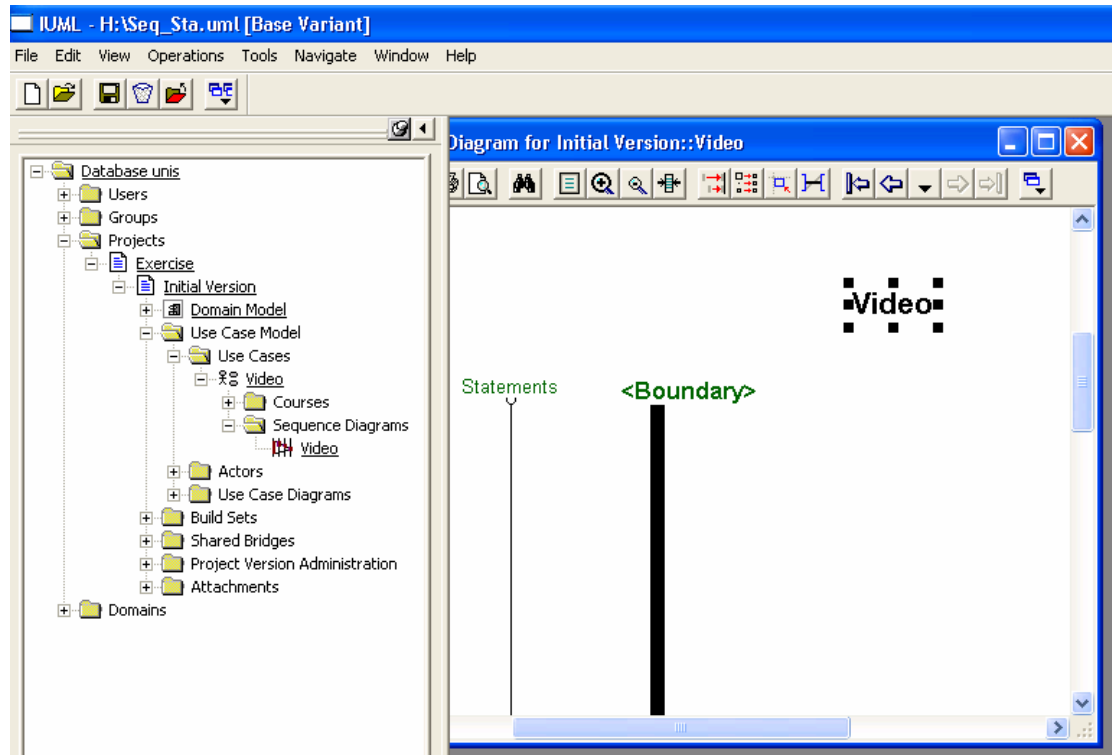 IUML - H:\Seq_Sta.uml [Base Variant]
File Edit View Operations Tools Navigate Window Help
Database unis
Users
Groups
Projects
Exercise
Initial Version
Domain Model
Use Case Model
Use Cases
Video
Courses
Sequence Diagrams
Video
Actors
Use Case Diagrams
Build Sets
Shared Bridges
Project Version Administration
Attachments
Domains
Diagram for Initial Version::Video
Video
Statements
<Boundary>